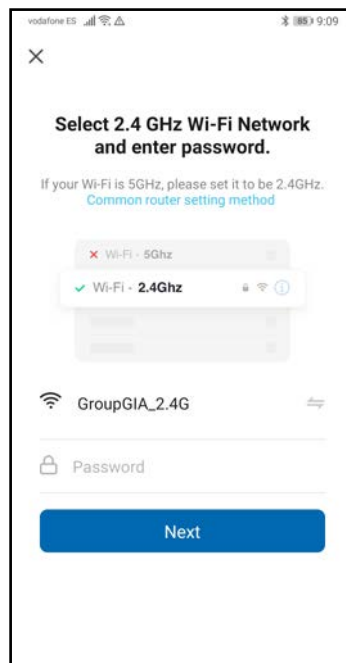 vodafone ES 85 9:09
Select 2.4 GHz Wi-Fi Network
and enter password.
If your Wi-Fi is 5GHz, please set it to be 2.4GHz.
Common router setting method
Wi-Fi - 5Ghz
Wi-Fi - 2.4Ghz
GroupGIA_2.4G
Password
Next